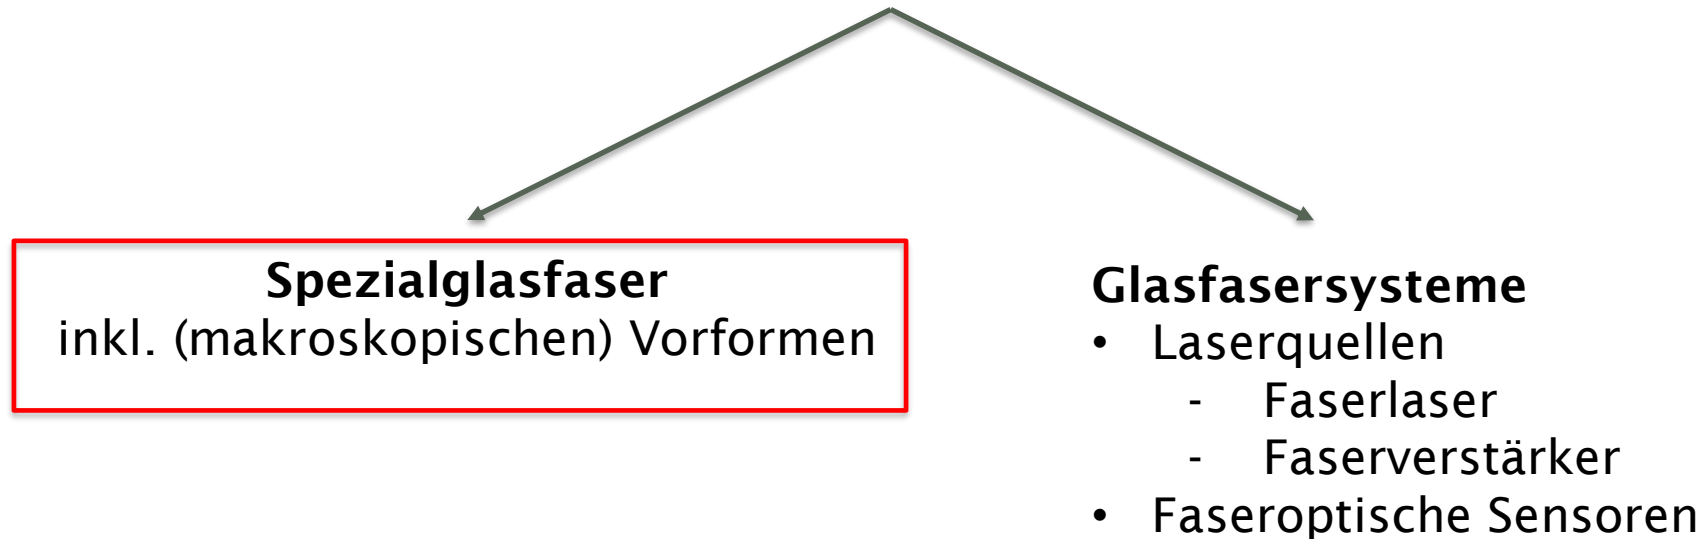 Spezialglasfaser
inkl. (makroskopischen) Vorformen
Glasfasersysteme
• Laserquellen
- Faserlaser
- Faserverstärker
• Faseroptische Sensoren